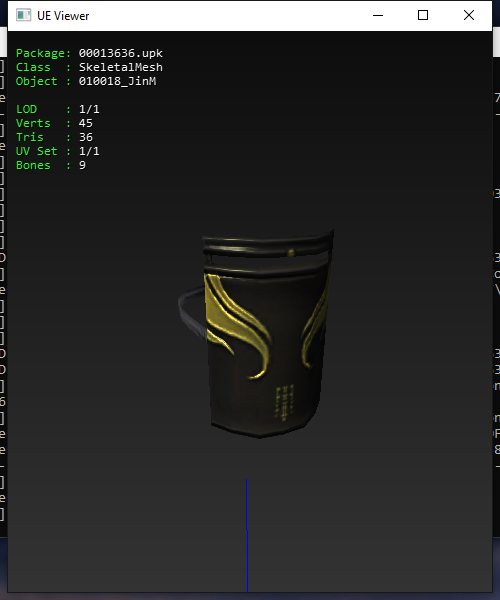 UE Viewer
Package: 00013636.upk
Class : SkeletalMesh
Object : 010018_JinM
LOD : 1/1
Verts : 45
Tris : 36
UV Set : 1/1
Bones : 9